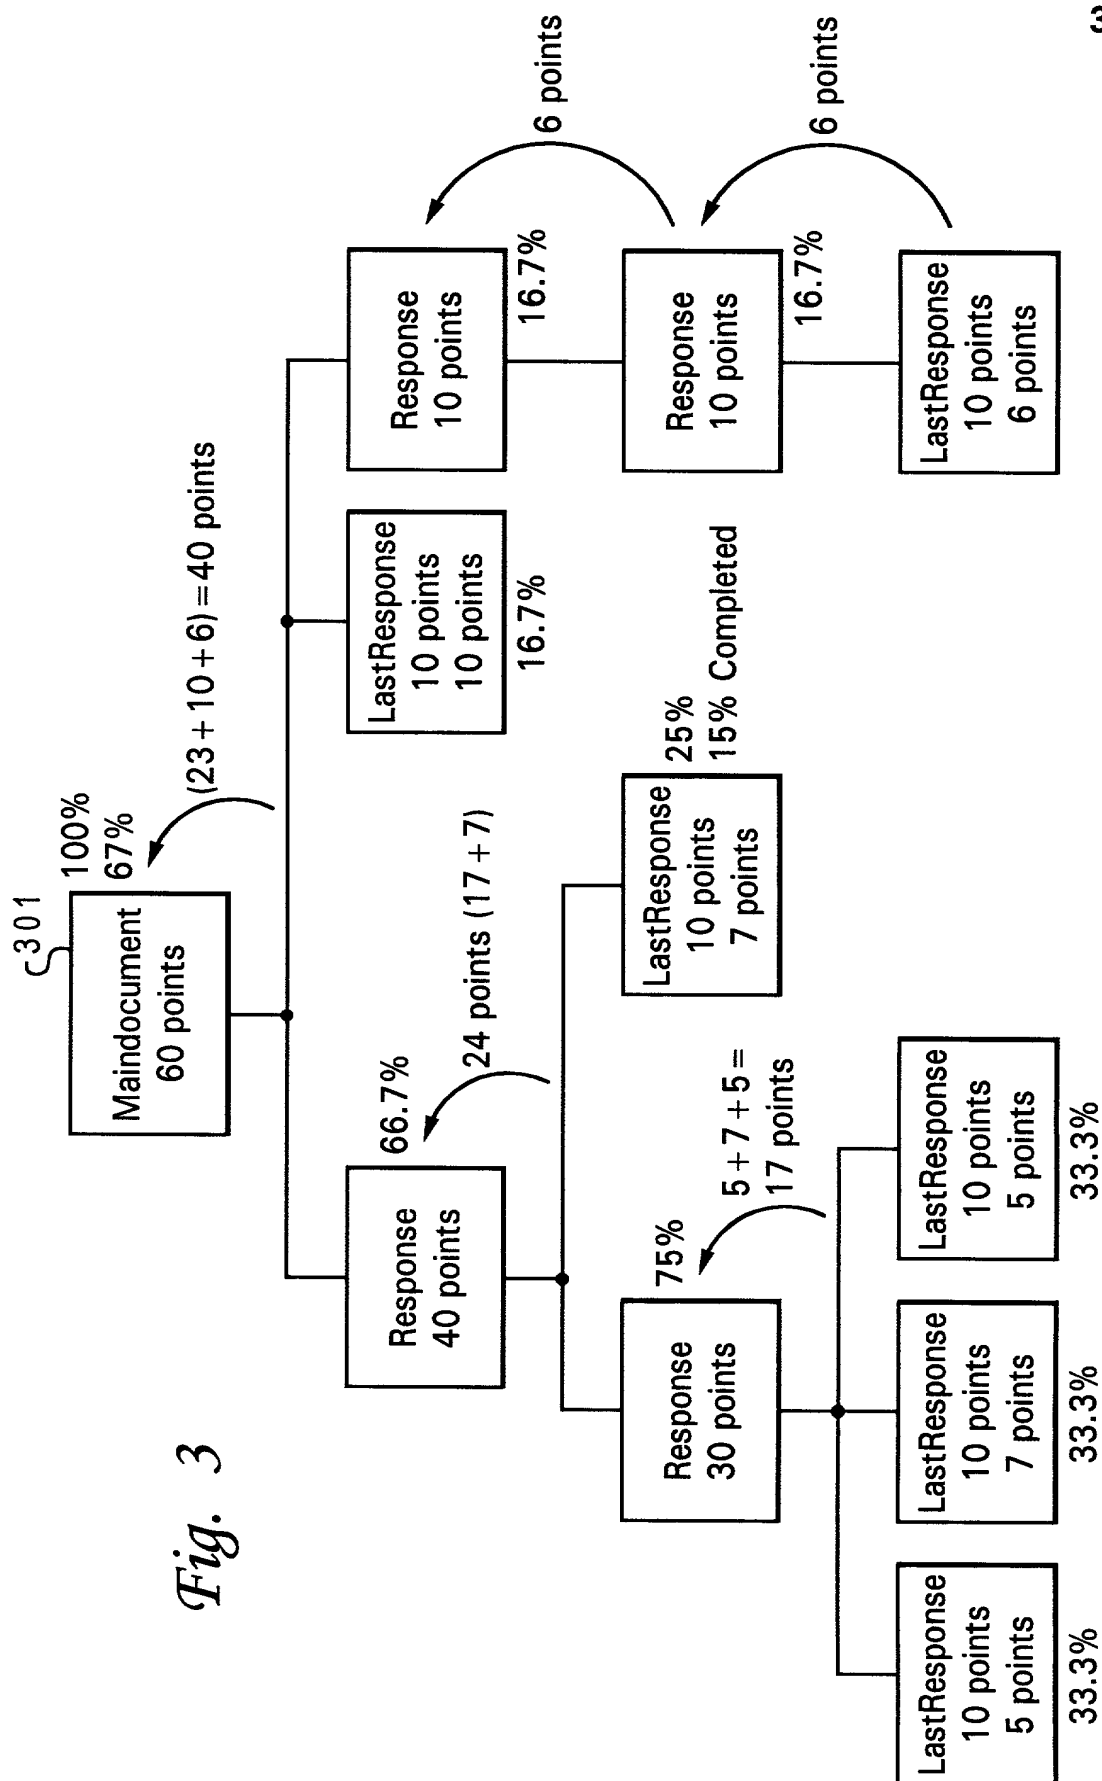 Fig. 3
301
Maindocument
60 points
100%
67%
(23+10+6)=40 points
Response
40 points
66.7%
24 points (17+7)
LastResponse
10 points
10 points
16.7%
Response
10 points
16.7%
6 points
Response
30 points
75%
5+7+5=
17 points
LastResponse
10 points
7 points
25%
15% Completed
Response
10 points
16.7%
6 points
LastResponse
10 points
5 points
33.3%
LastResponse
10 points
7 points
33.3%
LastResponse
10 points
5 points
33.3%
LastResponse
10 points
6 points